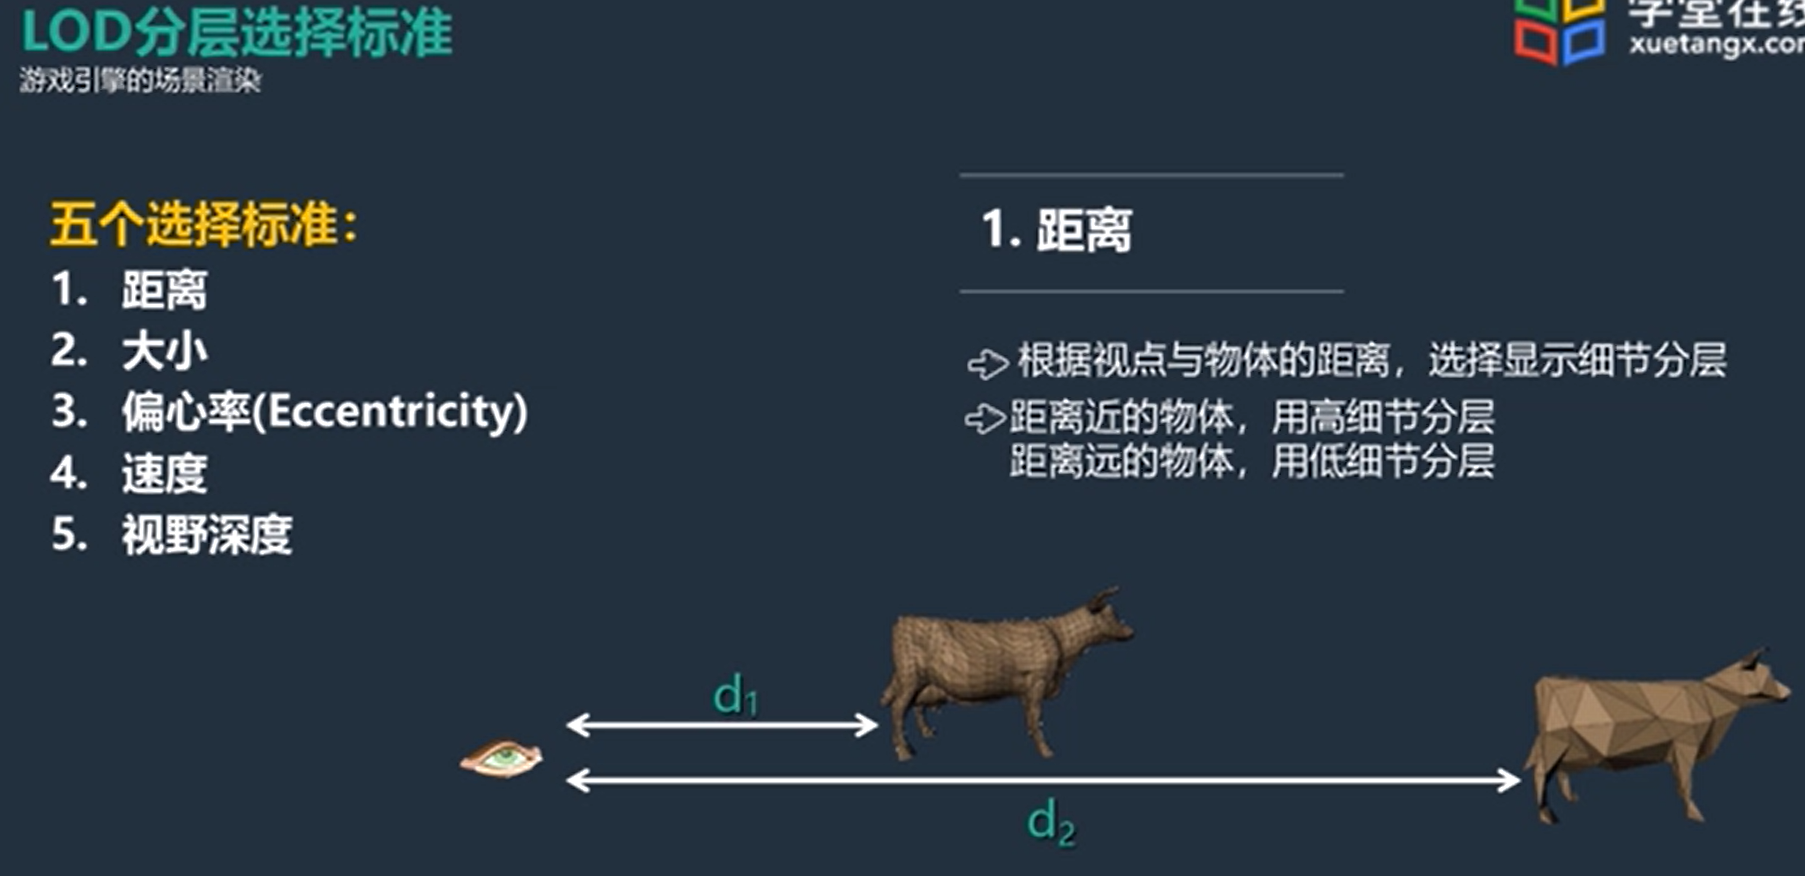 LOD分层选择标准
游戏引擎的场景渲染
学堂在线
xuetangx.com
五个选择标准：
1. 距离
2. 大小
3. 偏心率(Eccentricity)
4. 速度
5. 视野深度
1. 距离
根据视点与物体的距离，选择显示细节分层
距离近的物体，用高细节分层
距离远的物体，用低细节分层
d1
d2